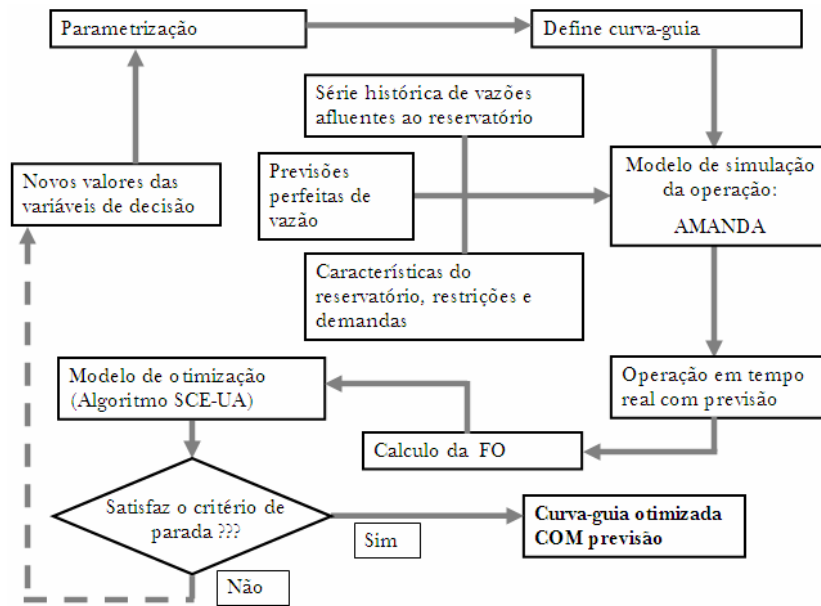 Parametrização
Define curva-guia
Série histórica de vazões
afluentes ao reservatório
Novos valores das
variáveis de decisão
Previsões
perfeitas de
vazão
Modelo de simulação
da operação:
AMANDA
Características do
reservatório, restrições e
demandas
Modelo de otimização
(Algoritmo SCE-UA)
Operação em tempo
real com previsão
Calculo da FO
Satisfaz o critério de
parada ???
Sim
Curva-guia otimizada
COM previsão
Não